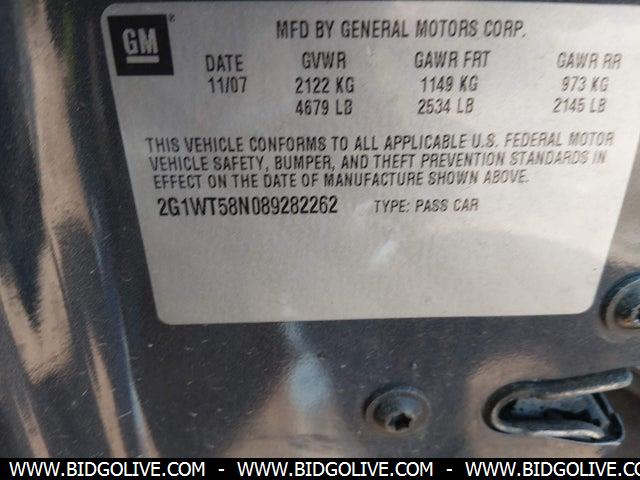 GM ®
MFD BY GENERAL MOTORS CORP.
DATE GVWR GAWR FRT GAWR RR
11/07 2122 KG 1149 KG 973 KG
4679 LB 2534 LB 2145 LB
THIS VEHICLE CONFORMS TO ALL APPLICABLE U.S. FEDERAL MOTOR
VEHICLE SAFETY, BUMPER, AND THEFT PREVENTION STANDARDS IN
EFFECT ON THE DATE OF MANUFACTURE SHOWN ABOVE.
2G1WT58N089282262 TYPE: PASS CAR
WWW.BIDGOLIVE.COM - WWW.BIDGOLIVE.COM - WWW.BIDGOLIVE.COM